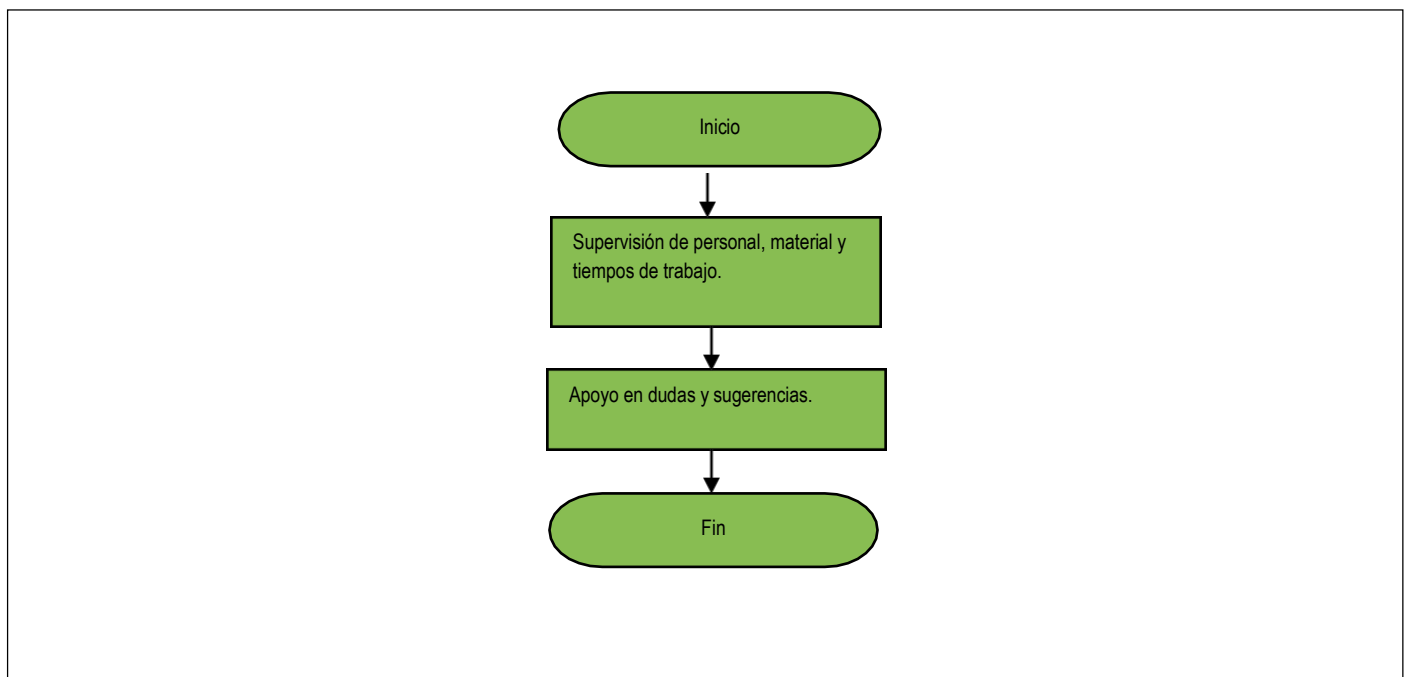 Inicio
Supervisión de personal, material y
tiempos de trabajo.
Apoyo en dudas y sugerencias.
Fin